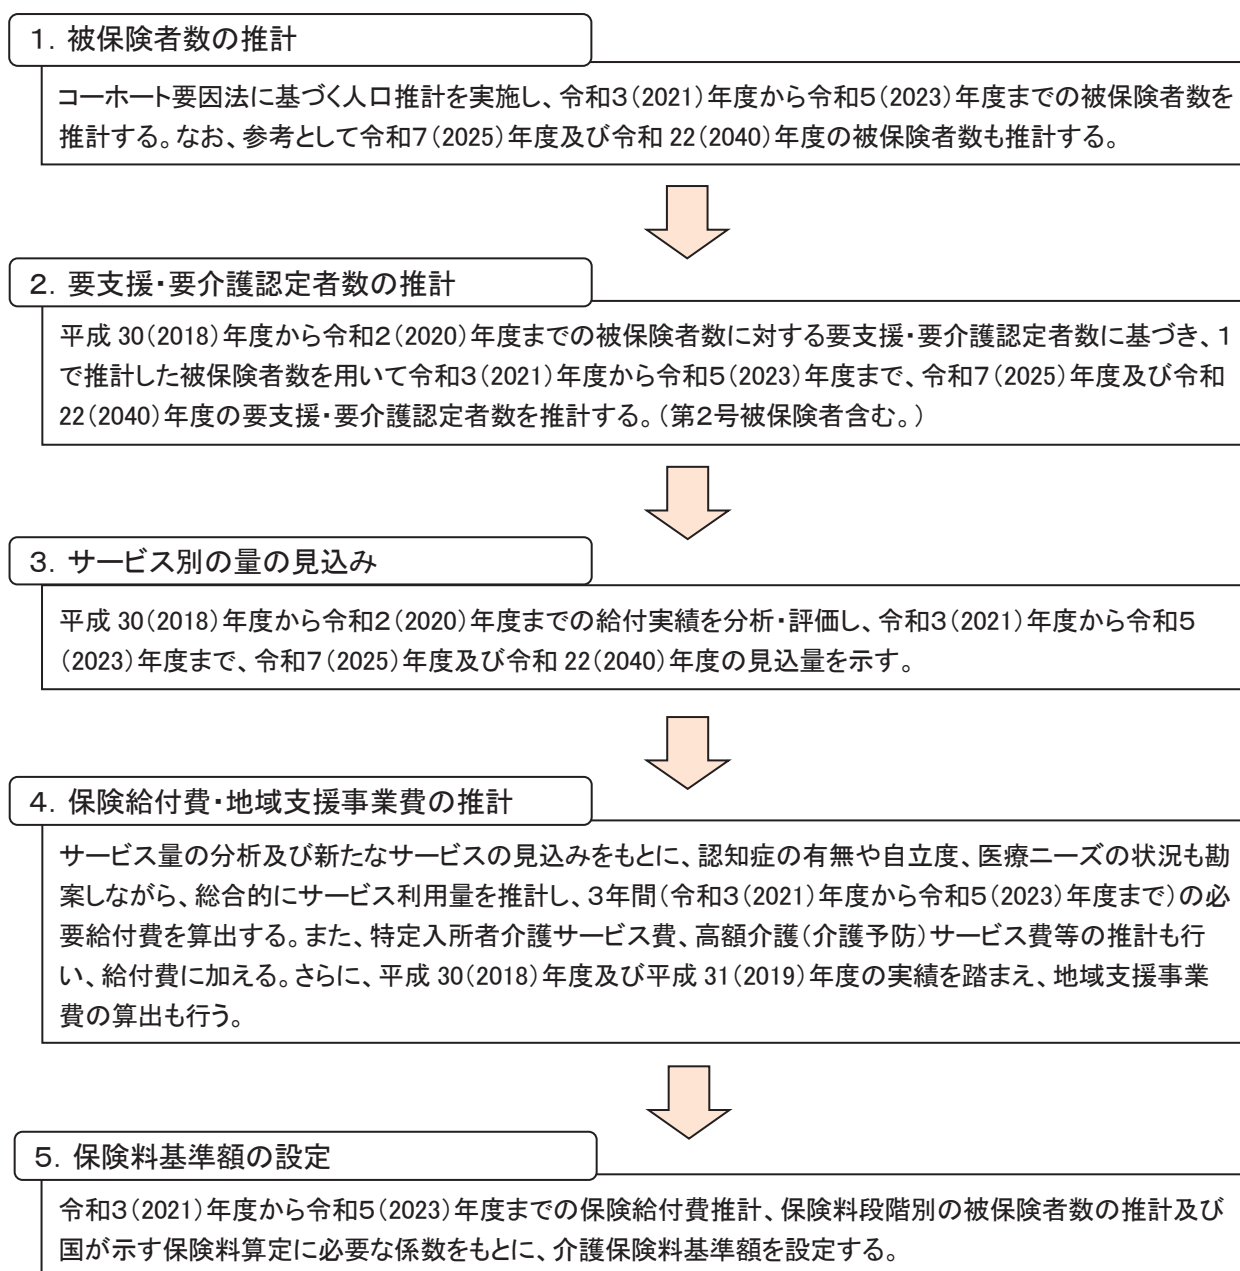 １．被保険者数の推計
コーホート要因法に基づく人口推計を実施し、令和３（2021）年度から令和５（2023）年度までの被保険者数を
推計する。なお、参考として令和７（2025）年度及び令和 22（2040）年度の被保険者数も推計する。
２．要支援・要介護認定者数の推計
平成 30（2018）年度から令和２（2020）年度までの被保険者数に対する要支援・要介護認定者数に基づき、１
で推計した被保険者数を用いて令和３（2021）年度から令和５（2023）年度まで、令和７（2025）年度及び令和
22（2040）年度の要支援・要介護認定者数を推計する。（第２号被保険者含む。）
３．サービス別の量の見込み
平成 30（2018）年度から令和２（2020）年度までの給付実績を分析・評価し、令和３（2021）年度から令和５
（2023）年度まで、令和７（2025）年度及び令和 22（2040）年度の見込量を示す。
４．保険給付費・地域支援事業費の推計
サービス量の分析及び新たなサービスの見込みをもとに、認知症の有無や自立度、医療ニーズの状況も勘
案しながら、総合的にサービス利用量を推計し、３年間（令和３（2021）年度から令和５（2023）年度まで）の必
要給付費を算出する。また、特定入所者介護サービス費、高額介護（介護予防）サービス費等の推計も行
い、給付費に加える。さらに、平成 30（2018）年度及び平成 31（2019）年度の実績を踏まえ、地域支援事業
費の算出も行う。
５．保険料基準額の設定
令和３（2021）年度から令和５（2023）年度までの保険給付費推計、保険料段階別の被保険者数の推計及び
国が示す保険料算定に必要な係数をもとに、介護保険料基準額を設定する。